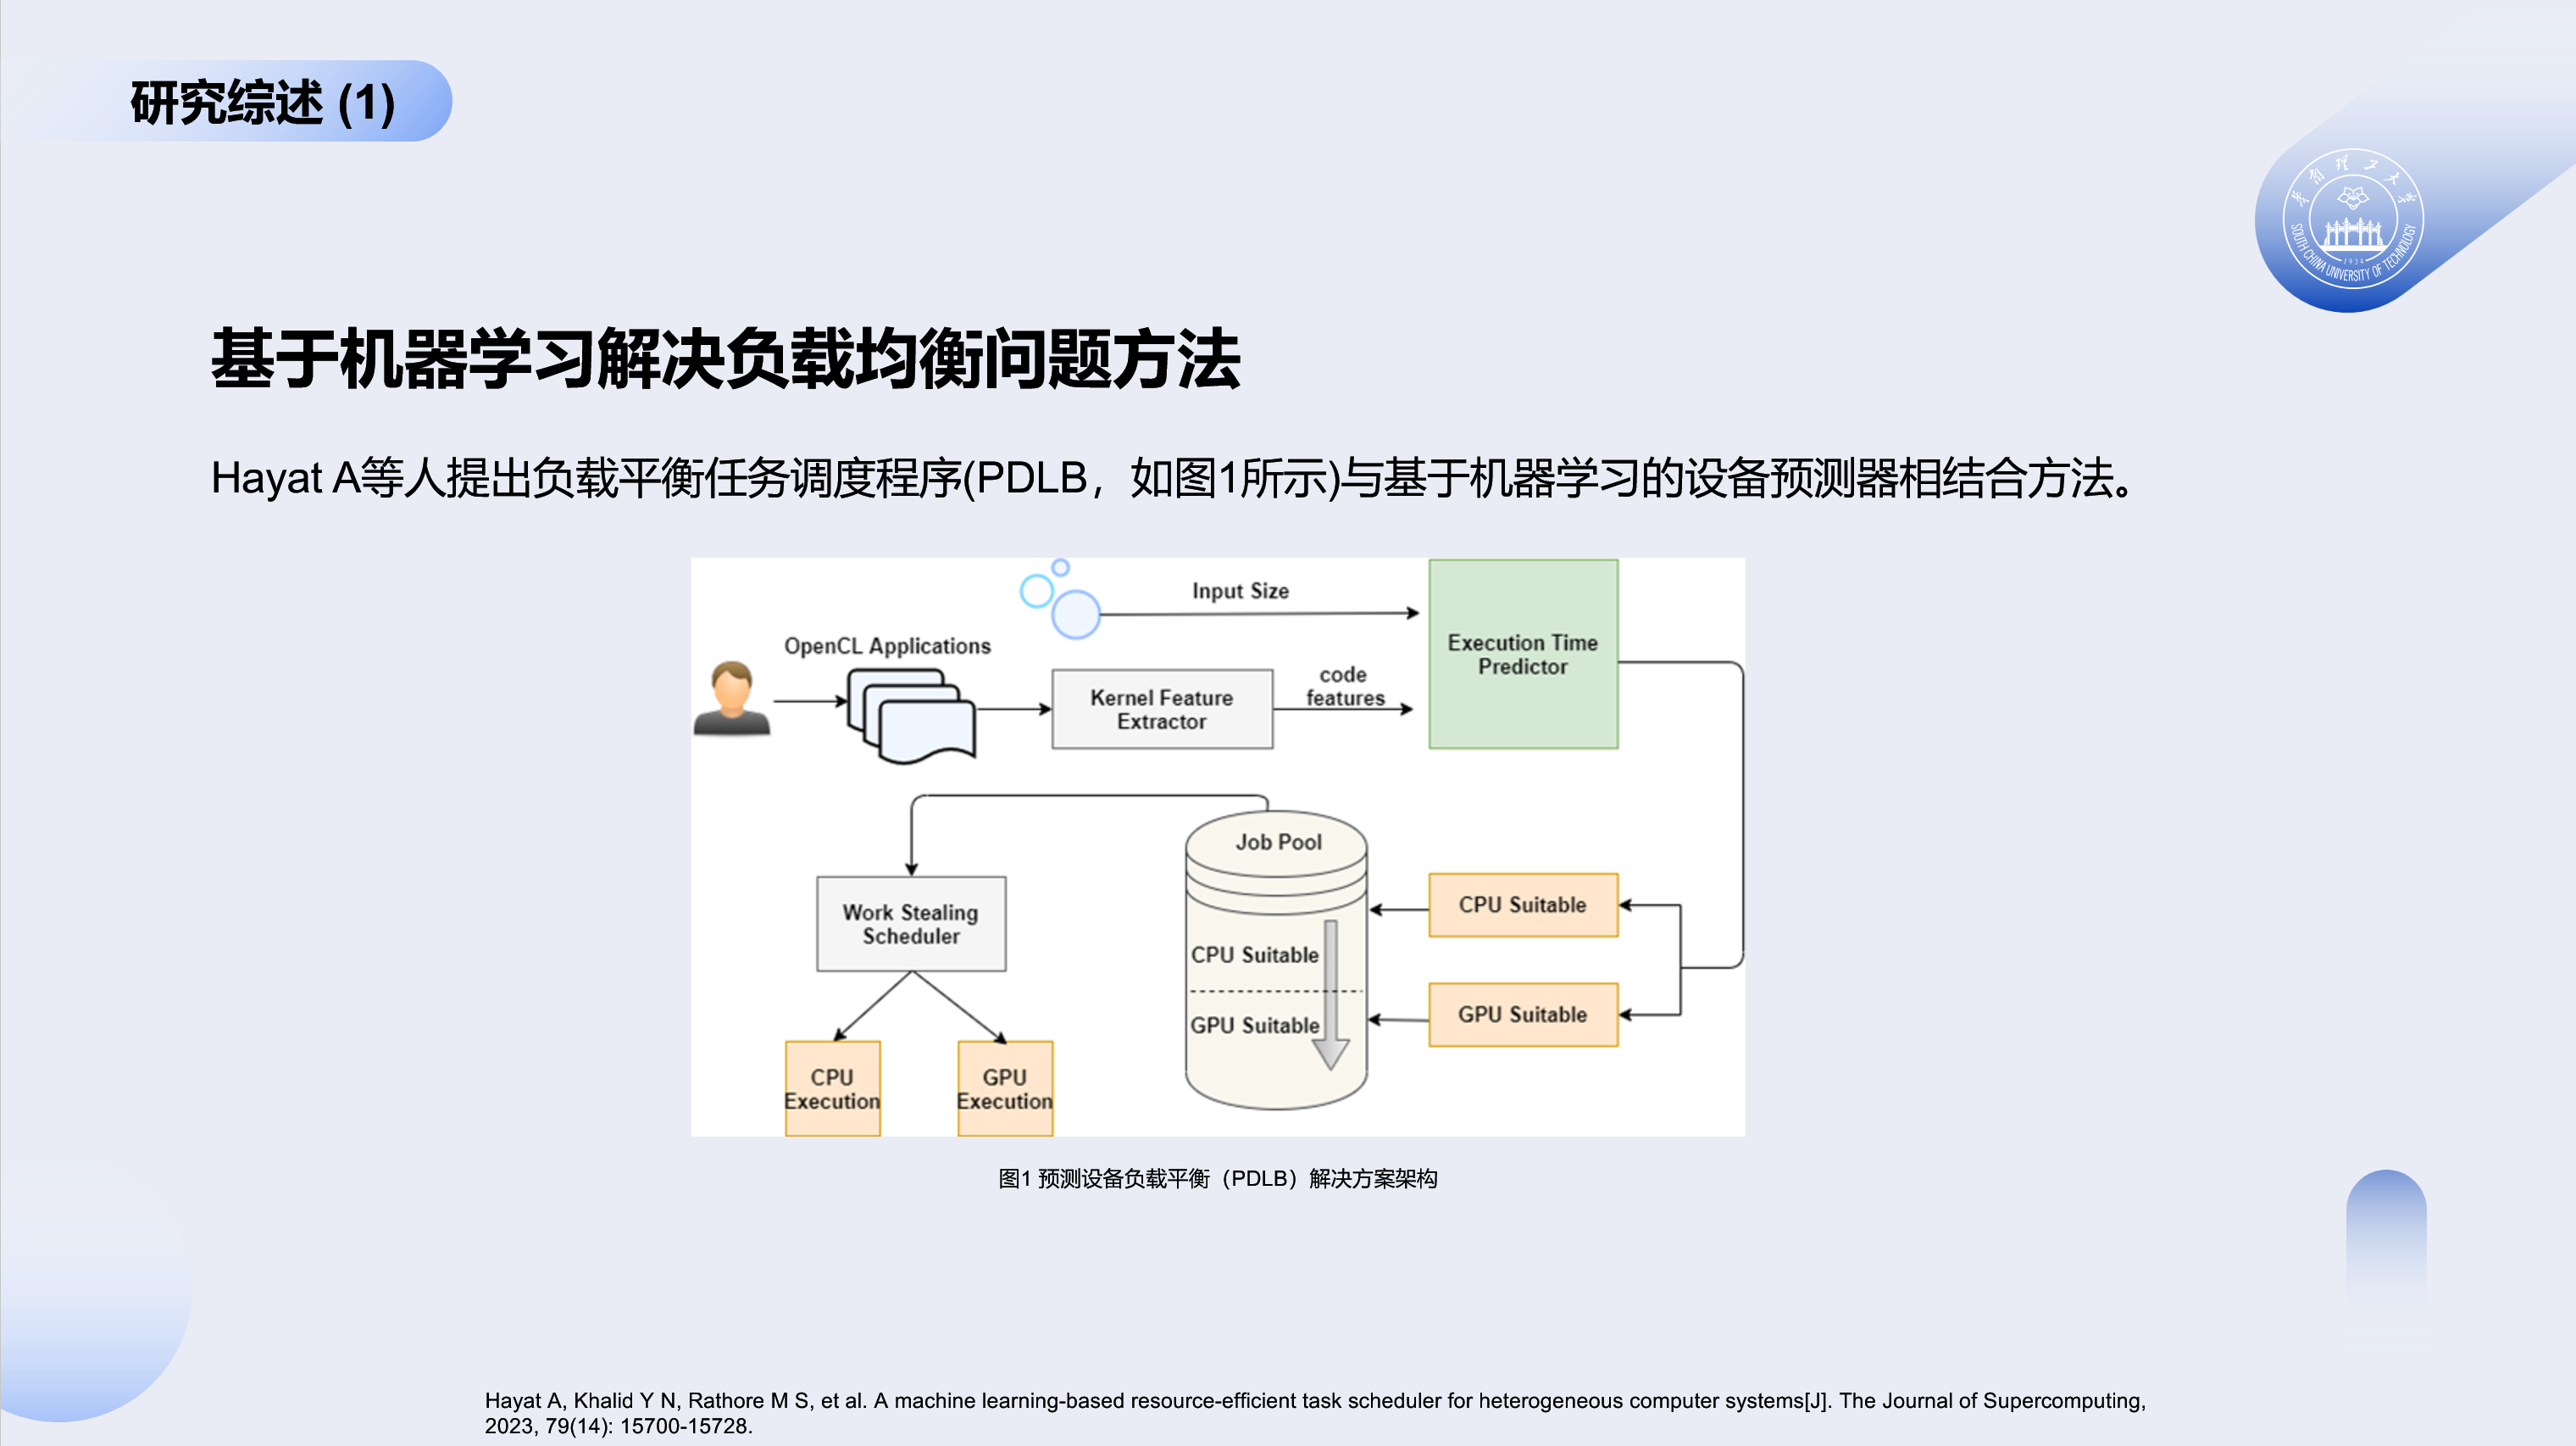 研究综述 (1)
华南理工大学
SOUTH CHINA UNIVERSITY OF TECHNOLOGY
1934
基于机器学习解决负载均衡问题方法
Hayat A等人提出负载平衡任务调度程序(PDLB，如图1所示)与基于机器学习的设备预测器相结合方法。
Input Size
OpenCL Applications
Execution Time
Predictor
Kernel Feature
Extractor
code
features
Job Pool
Work Stealing
Scheduler
CPU Suitable
GPU Suitable
CPU Suitable
GPU Suitable
CPU
Execution
GPU
Execution
图1 预测设备负载平衡（PDLB）解决方案架构
Hayat A, Khalid Y N, Rathore M S, et al. A machine learning-based resource-efficient task scheduler for heterogeneous computer systems[J]. The Journal of Supercomputing,
2023, 79(14): 15700-15728.